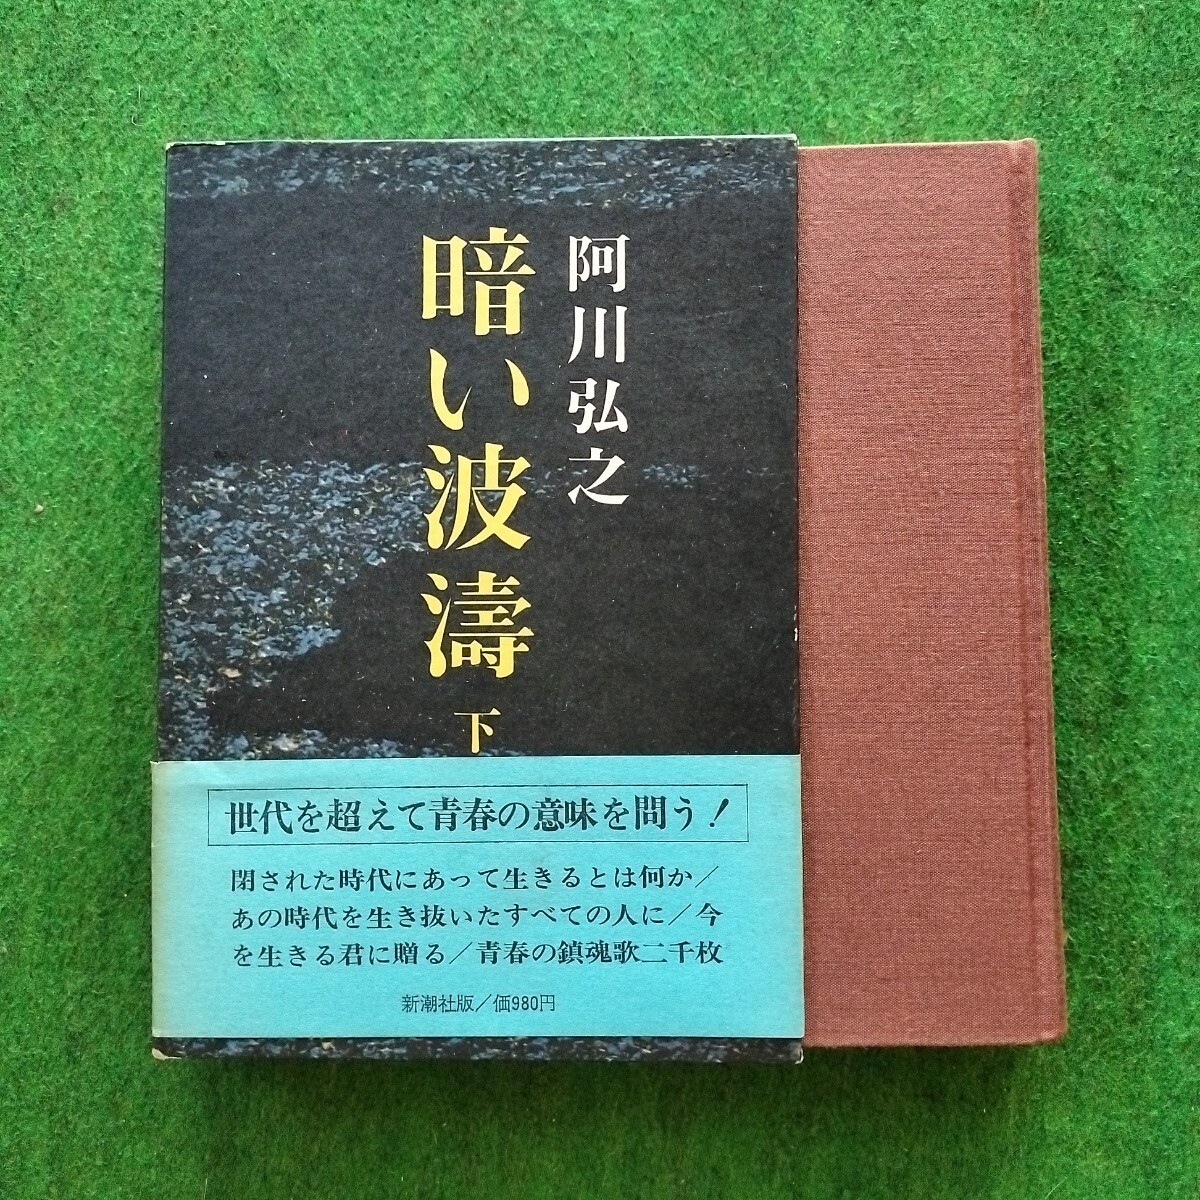 阿川弘之
暗い波濤
下
世代を超えて青春の意味を問う！
閉された時代にあって生きるとは何か／
あの時代を生き抜いたすべての人に／今
を生きる君に贈る／青春の鎮魂歌二千枚
新潮社版／価980円